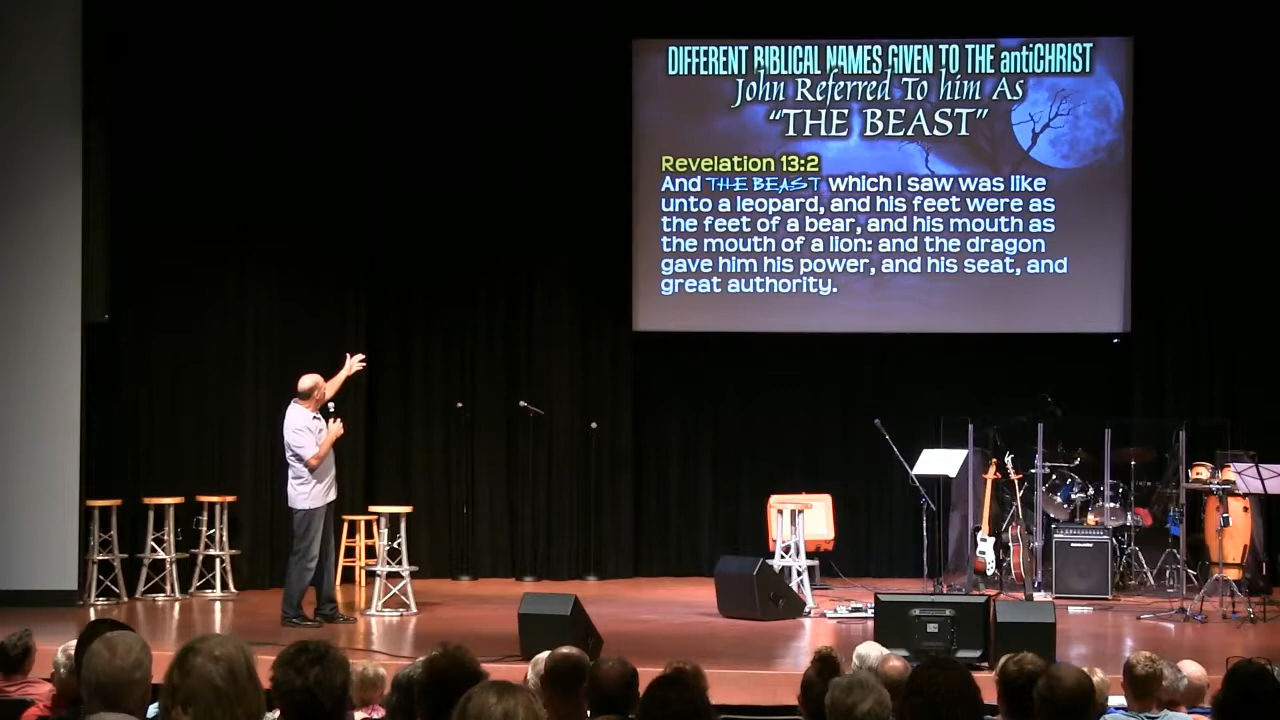 DIFFERENT BIBLICAL NAMES GIVEN TO THE antiCHRIST
John Referred To him As
“THE BEAST”
Revelation 13:2
And THE BEAST which I saw was like
unto a leopard, and his feet were as
the feet of a bear, and his mouth as
the mouth of a lion: and the dragon
gave him his power, and his seat, and
great authority.